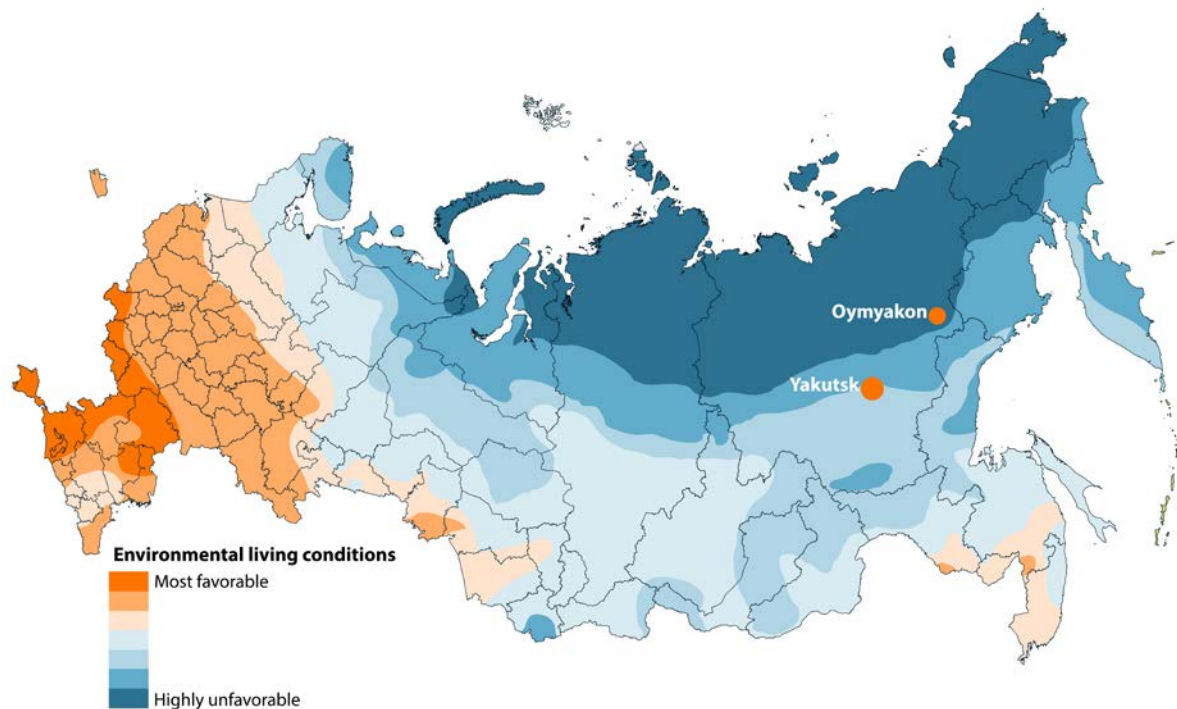 Oymyakon
Yakutsk
Environmental living conditions
Most favorable
Highly unfavorable